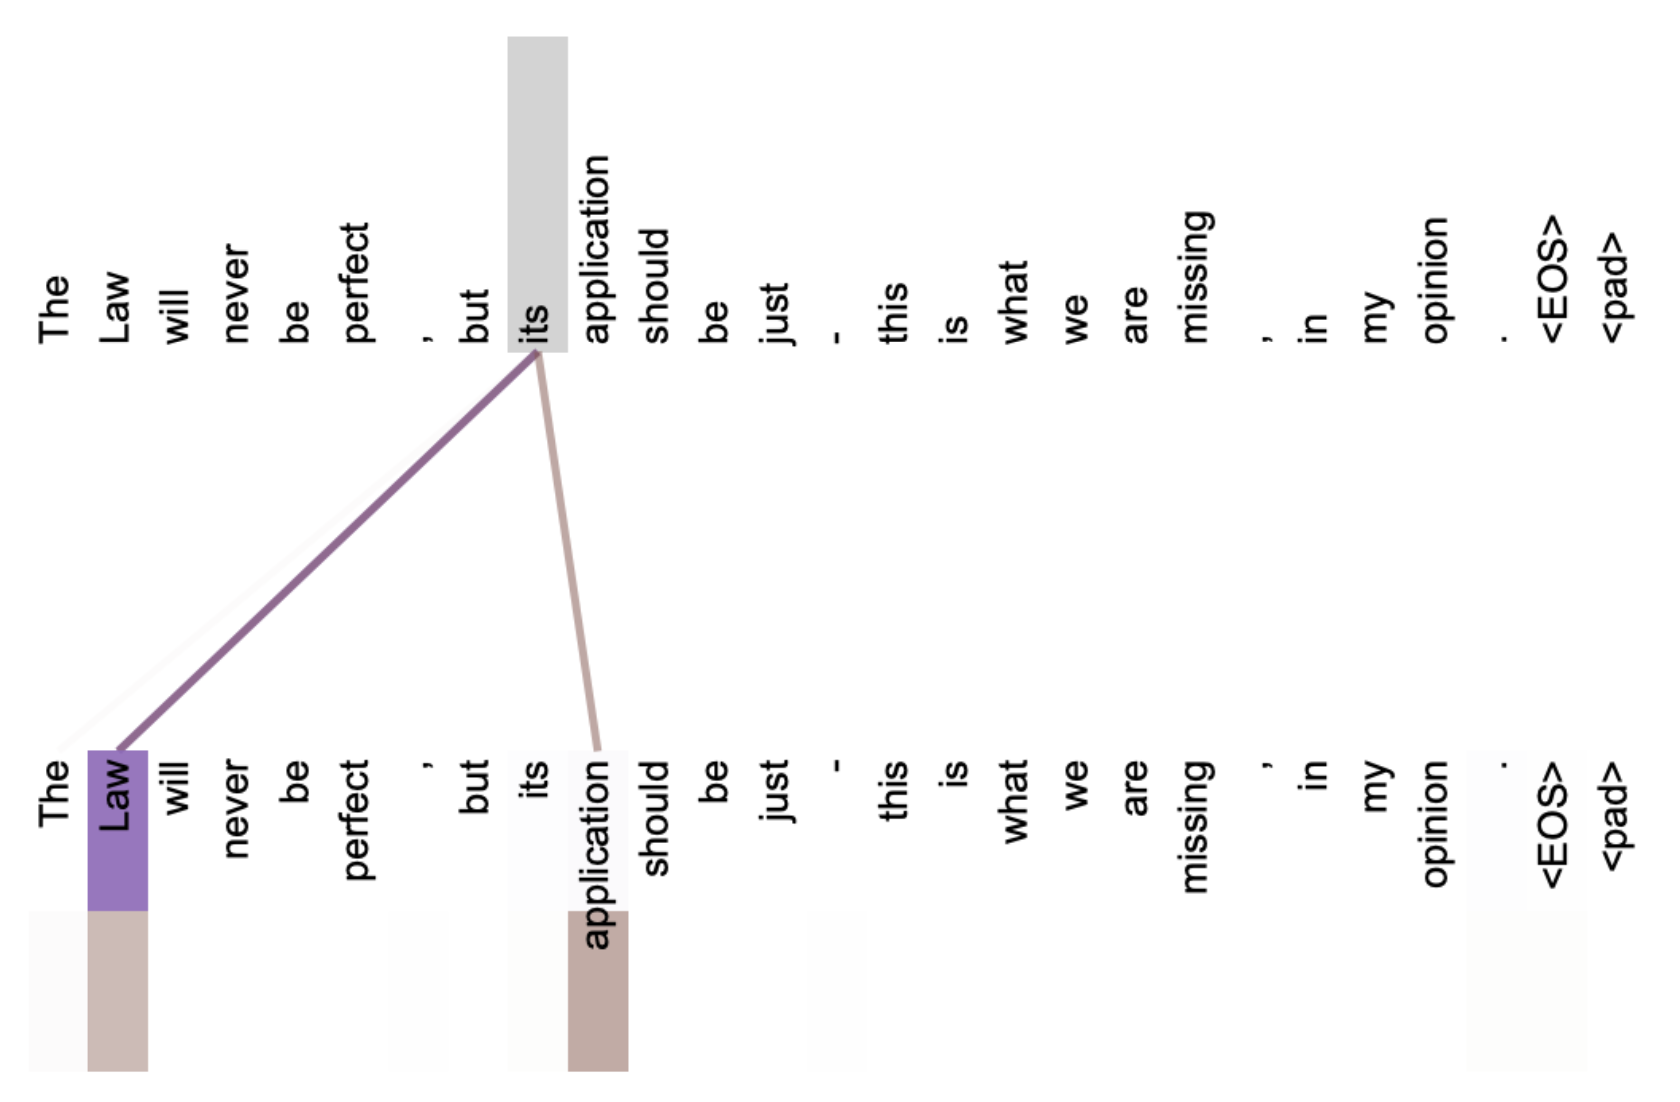 The Law will never be perfect , but its application should be just - this is what we are missing , in my opinion . <EOS> <pad>
The Law will never be perfect , but its application should be just - this is what we are missing , in my opinion . <EOS> <pad>